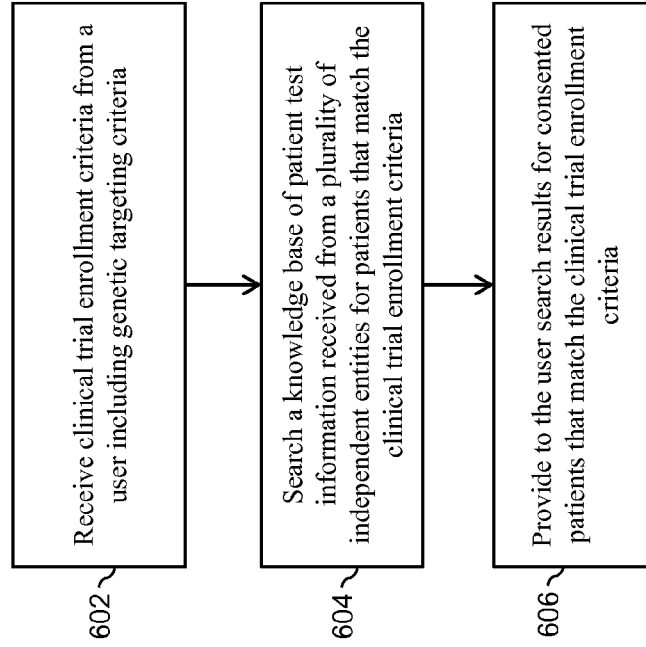 602
Receive clinical trial enrollment criteria from a
user including genetic targeting criteria
604
Search a knowledge base of patient test
information received from a plurality of
independent entities for patients that match the
clinical trial enrollment criteria
606
Provide to the user search results for consented
patients that match the clinical trial enrollment
criteria